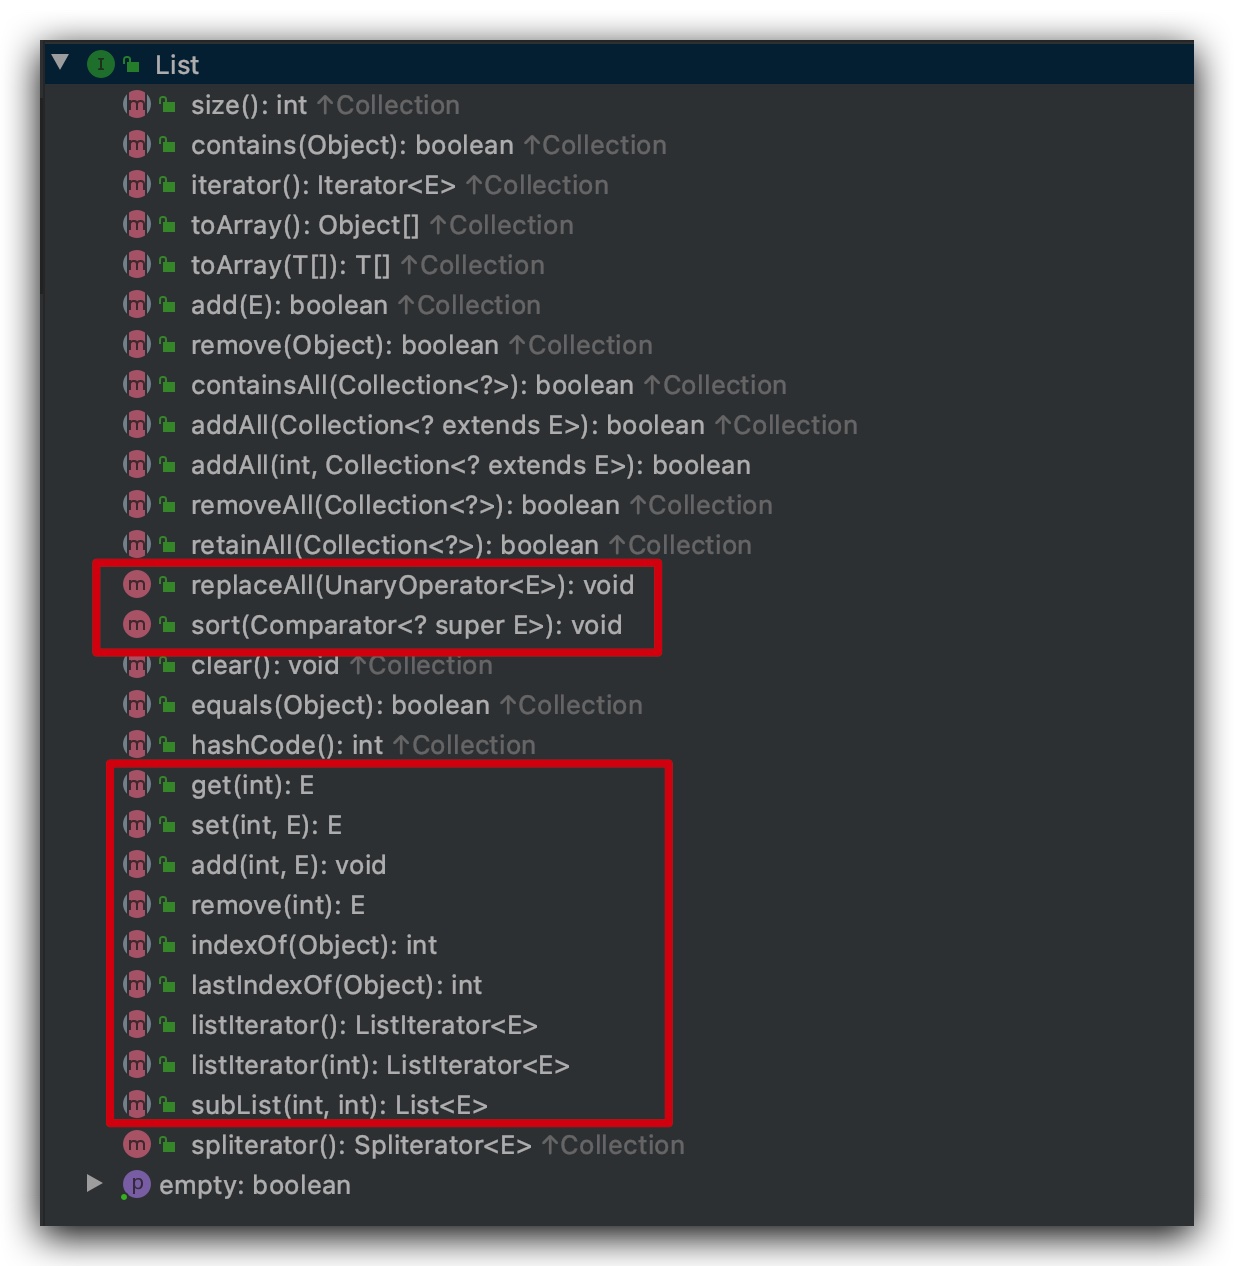 List
size(): int ↑Collection
contains(Object): boolean ↑Collection
iterator(): Iterator<E> ↑Collection
toArray(): Object[] ↑Collection
toArray(T[]): T[] ↑Collection
add(E): boolean ↑Collection
remove(Object): boolean ↑Collection
containsAll(Collection<?>): boolean ↑Collection
addAll(Collection<? extends E>): boolean ↑Collection
addAll(int, Collection<? extends E>): boolean
removeAll(Collection<?>): boolean ↑Collection
retainAll(Collection<?>): boolean ↑Collection
replaceAll(UnaryOperator<E>): void
sort(Comparator<? super E>): void
clear(): void ↑Collection
equals(Object): boolean ↑Collection
hashCode(): int ↑Collection
get(int): E
set(int, E): E
add(int, E): void
remove(int): E
indexOf(Object): int
lastIndexOf(Object): int
listIterator(): ListIterator<E>
listIterator(int): ListIterator<E>
subList(int, int): List<E>
spliterator(): Spliterator<E> ↑Collection
empty: boolean